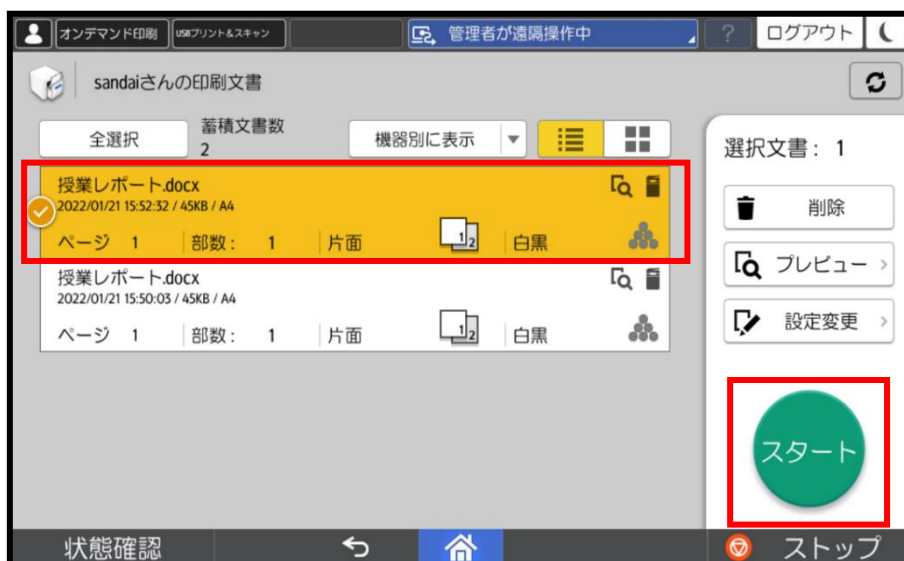 オンデマンド印刷 USBプリント&スキャン 管理者が遠隔操作中 ? ログアウト
sandaiさんの印刷文書
全選択 蓄積文書数 機器別に表示
2
選択文書: 1
授業レポート.docx
2022/01/21 15:52:32 / 45KB / A4
ページ 1 部数: 1 片面 1 2 白黒
削除
授業レポート.docx
2022/01/21 15:50:03 / 45KB / A4
ページ 1 部数: 1 片面 1 2 白黒
プレビュー
設定変更
スタート
状態確認 ストップ